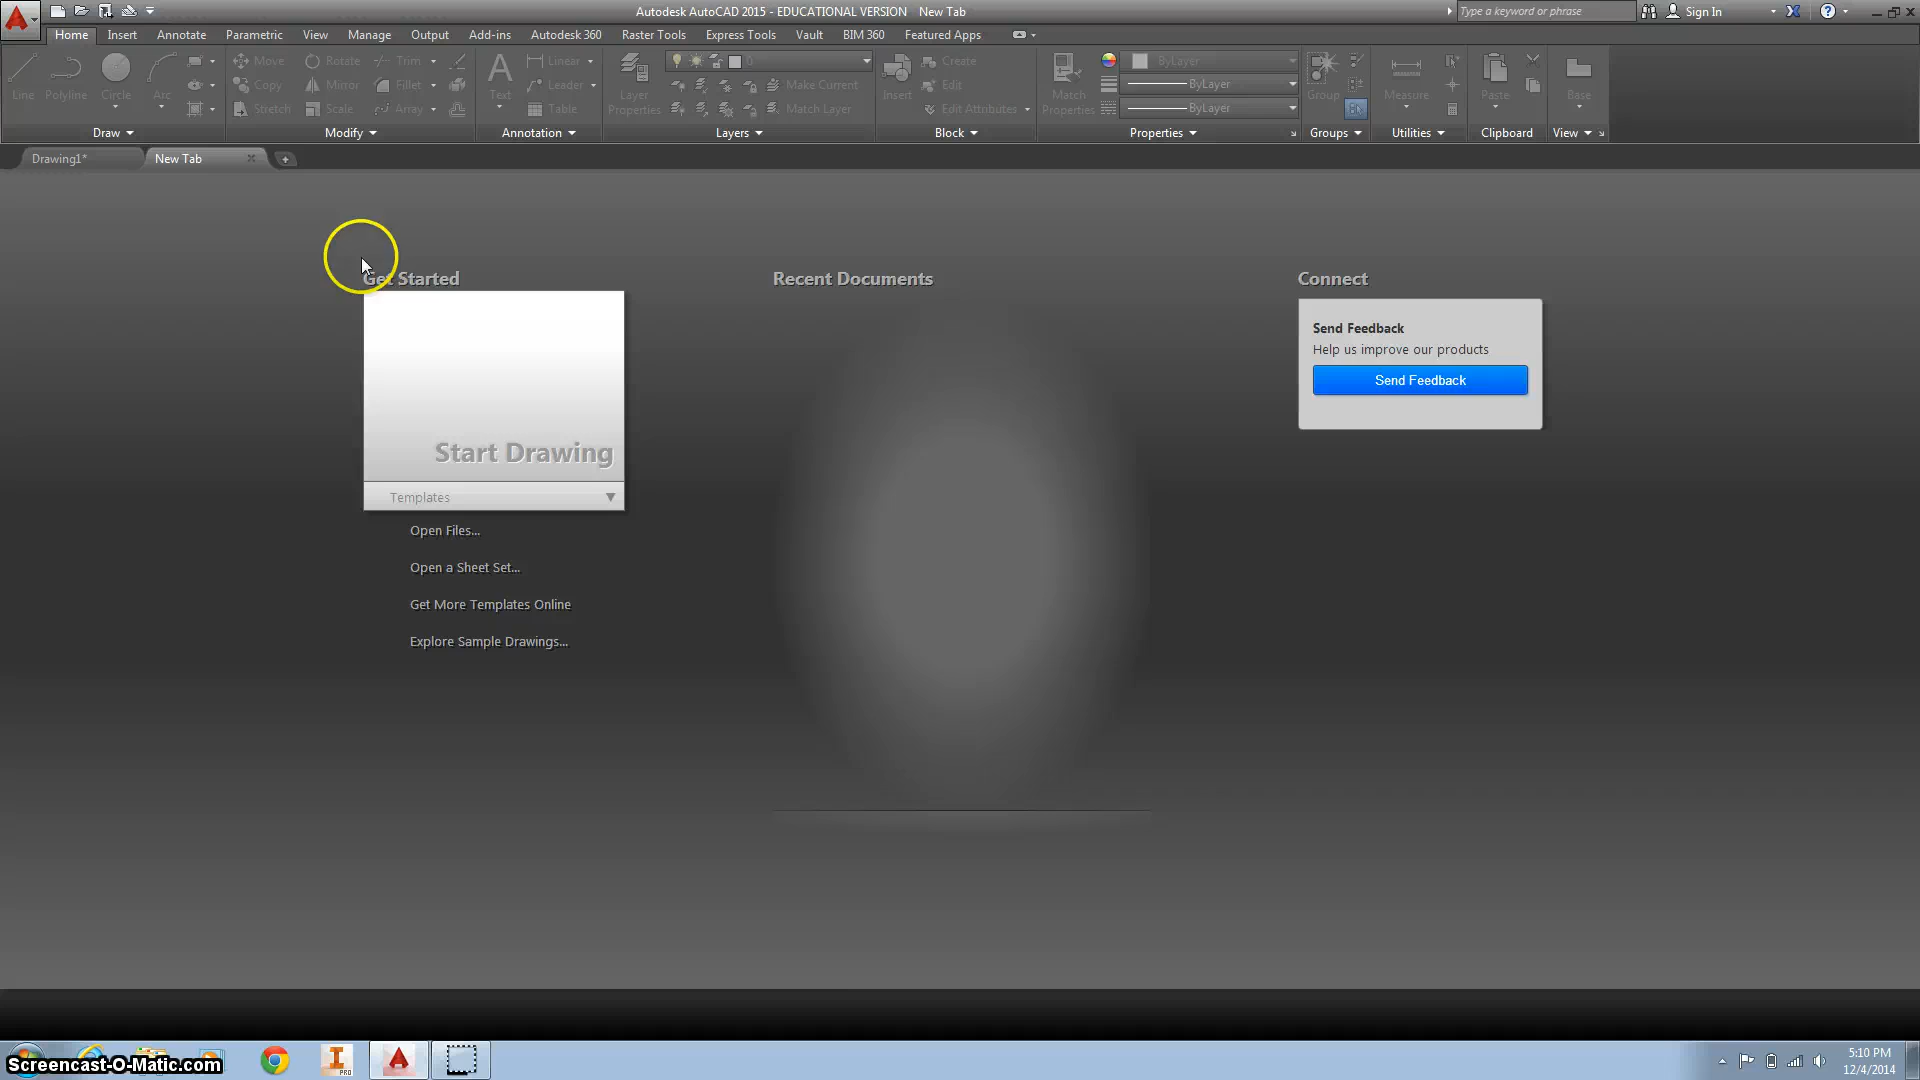 Autodesk AutoCAD 2015 - EDUCATIONAL VERSION New Tab
Type a keyword or phrase
Sign In
Home Insert Annotate Parametric View Manage Output Add-ins Autodesk 360 Raster Tools Express Tools Vault BIM 360 Featured Apps
Line Polyline Circle Arc
Draw
Move Rotate Trim
Copy Mirror Fillet
Stretch Scale Array
Modify
Text
Linear
Leader
Table
Annotation
Layer
Properties
0
Make Current
Match Layer
Layers
Insert
Create
Edit
Edit Attributes
Block
Match
Properties
ByLayer
ByLayer
ByLayer
Properties
Group
Groups
Measure
Utilities
Paste
Clipboard
Base
View
Drawing1*
New Tab
Get Started
Start Drawing
Templates
Open Files...
Open a Sheet Set...
Get More Templates Online
Explore Sample Drawings...
Recent Documents
Connect
Send Feedback
Help us improve our products
Send Feedback
Screencast-O-Matic.com
I
PRO
5:10 PM
12/4/2014